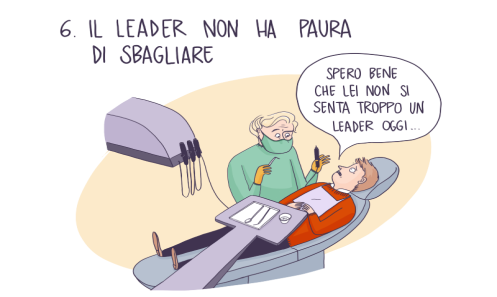 6. IL LEADER NON HA PAURA
DI SBAGLIARE
SPERO BENE
CHE LEI NON SI
SENTA TROPPO UN
LEADER OGGI...